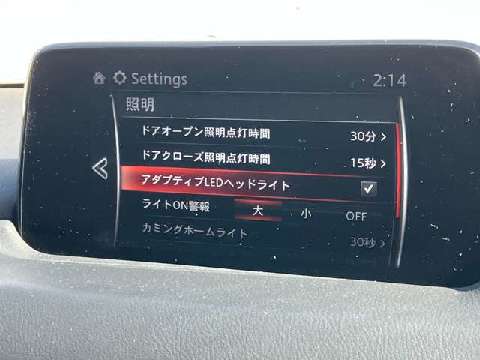 Settings 2:14
照明
ドアオープン照明点灯時間 30分
ドアクローズ照明点灯時間 15秒
アダプティブLEDヘッドライト
ライトON警報 大 小 OFF
カミングホームライト 30秒